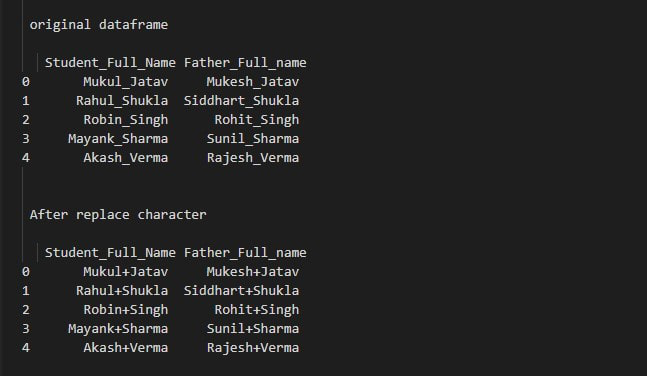 original dataframe
Student_Full_Name Father_Full_name
0 Mukul_Jatav Mukesh_Jatav
1 Rahul_Shukla Siddhart_Shukla
2 Robin_Singh Rohit_Singh
3 Mayank_Sharma Sunil_Sharma
4 Akash_Verma Rajesh_Verma
After replace character
Student_Full_Name Father_Full_name
0 Mukul+Jatav Mukesh+Jatav
1 Rahul+Shukla Siddhart+Shukla
2 Robin+Singh Rohit+Singh
3 Mayank+Sharma Sunil+Sharma
4 Akash+Verma Rajesh+Verma